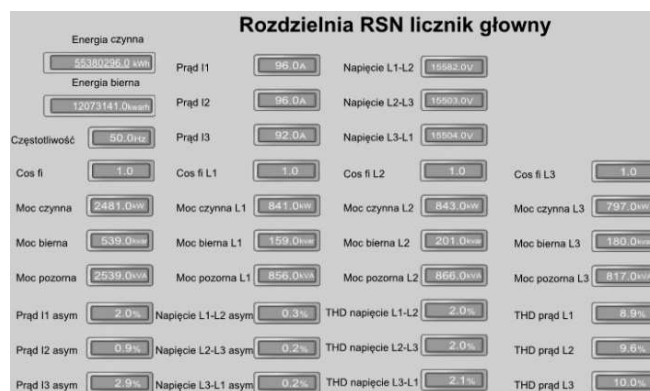 Rozdzielnia RSN licznik głowny
Energia czynna
55380296.0 kWh
Prąd I1 96.0A Napięcie L1-L2 15582.0V
Energia bierna
12073141.0kvarh
Prąd I2 96.0A Napięcie L2-L3 15503.0V
Częstotliwość 50.0Hz Prąd I3 92.0A Napięcie L3-L1 15504.0V
Cos fi 1.0 Cos fi L1 1.0 Cos fi L2 1.0 Cos fi L3 1.0
Moc czynna 2481.0kW Moc czynna L1 841.0kW Moc czynna L2 843.0kW Moc czynna L3 797.0kW
Moc bierna 539.0kvar Moc bierna L1 159.0kvar Moc bierna L2 201.0kvar Moc bierna L3 180.0kvar
Moc pozorna 2539.0kVA Moc pozorna L1 856.0kVA Moc pozorna L2 866.0kVA Moc pozorna L3 817.0kVA
Prąd I1 asym 2.0% Napięcie L1-L2 asym 0.3% THD napięcie L1-L2 2.0% THD prąd L1 8.9%
Prąd I2 asym 0.9% Napięcie L2-L3 asym 0.2% THD napięcie L2-L3 2.0% THD prąd L2 9.6%
Prąd I3 asym 2.9% Napięcie L3-L1 asym 0.2% THD napięcie L3-L1 2.1% THD prąd L3 10.0%